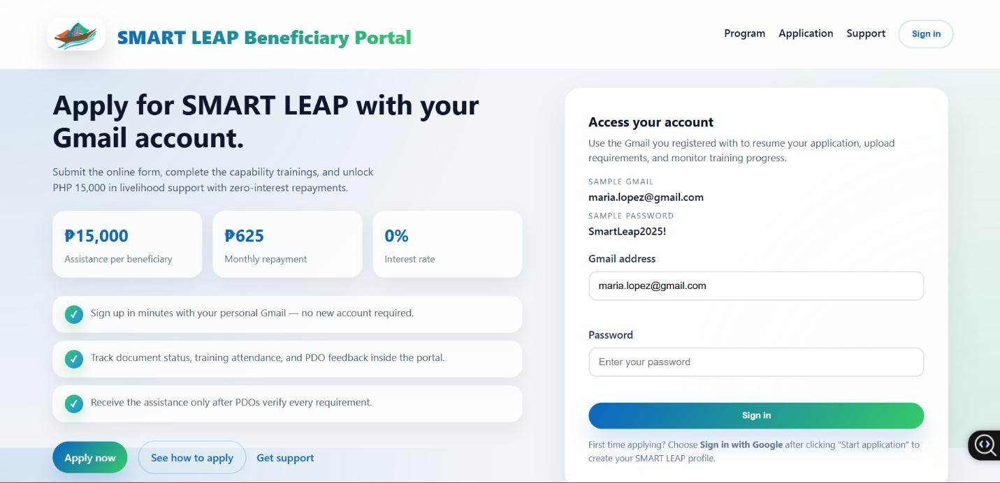 SMART LEAP Beneficiary Portal
Program
Application
Support
Sign in
Apply for SMART LEAP with your
Gmail account.
Submit the online form, complete the capability trainings, and unlock
PHP 15,000 in livelihood support with zero-interest repayments.
₱15,000
Assistance per beneficiary
₱625
Monthly repayment
0%
Interest rate
Sign up in minutes with your personal Gmail — no new account required.
Track document status, training attendance, and PDO feedback inside the portal.
Receive the assistance only after PDOs verify every requirement.
Apply now
See how to apply
Get support
Access your account
Use the Gmail you registered with to resume your application, upload
requirements, and monitor training progress.
SAMPLE GMAIL
maria.lopez@gmail.com
SAMPLE PASSWORD
SmartLeap2025!
Gmail address
maria.lopez@gmail.com
Password
Enter your password
Sign in
First time applying? Choose Sign in with Google after clicking “Start application” to
create your SMART LEAP profile.